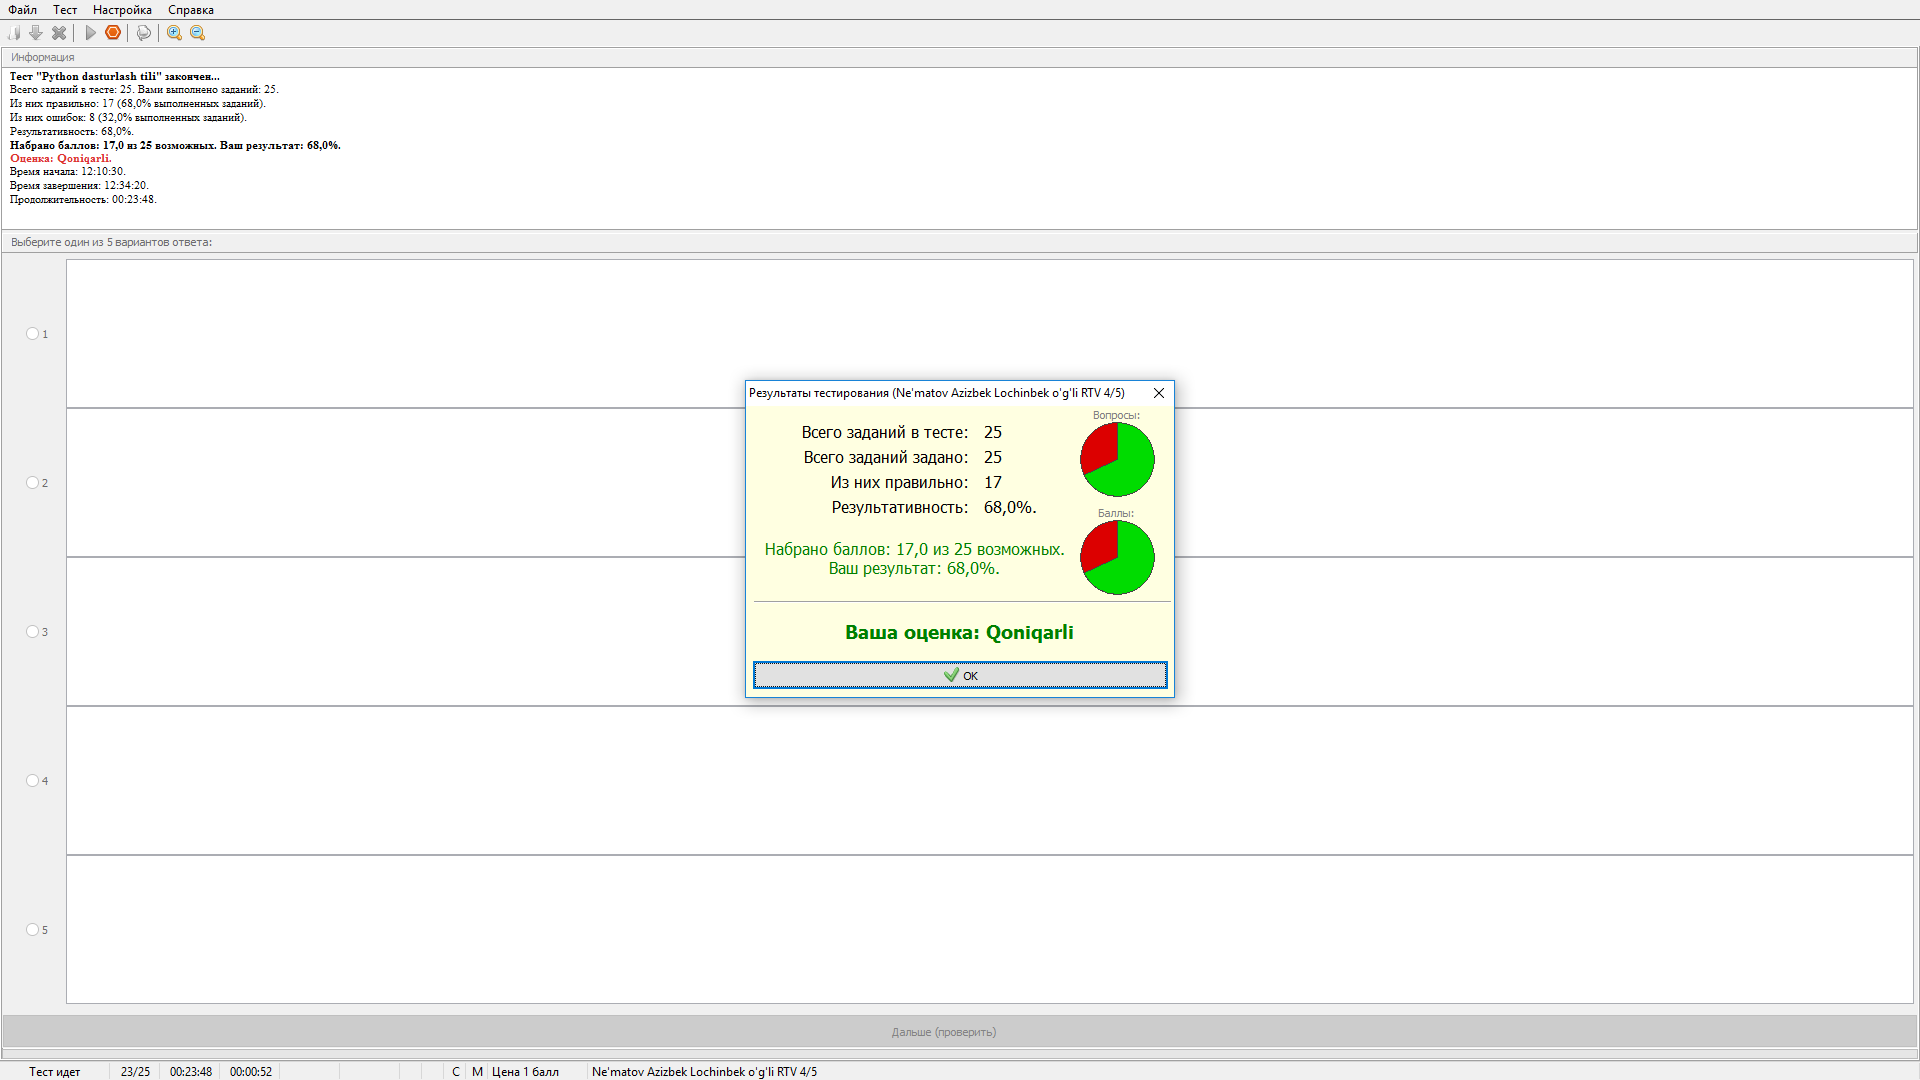 Файл Тест Настройка Справка
Информация
Тест "Python dasturlash tili" закончен...
Всего заданий в тесте: 25. Вами выполнено заданий: 25.
Из них правильно: 17 (68,0% выполненных заданий).
Из них ошибок: 8 (32,0% выполненных заданий).
Результативность: 68,0%.
Набрано баллов: 17,0 из 25 возможных. Ваш результат: 68,0%.
Оценка: Qoniqarli.
Время начала: 12:10:30.
Время завершения: 12:34:20.
Продолжительность: 00:23:48.
Выберите один из 5 вариантов ответа:
1
2
3
4
5
Результаты тестирования (Ne'matov Azizbek Lochinbek o'g'li RTV 4/5)
Вопросы:
Всего заданий в тесте: 25
Всего заданий задано: 25
Из них правильно: 17
Результативность: 68,0%.
Баллы:
Набрано баллов: 17,0 из 25 возможных.
Ваш результат: 68,0%.
Ваша оценка: Qoniqarli
OK
Дальше (проверить)
Тест идет 23/25 00:23:48 00:00:52 С М Цена 1 балл Ne'matov Azizbek Lochinbek o'g'li RTV 4/5